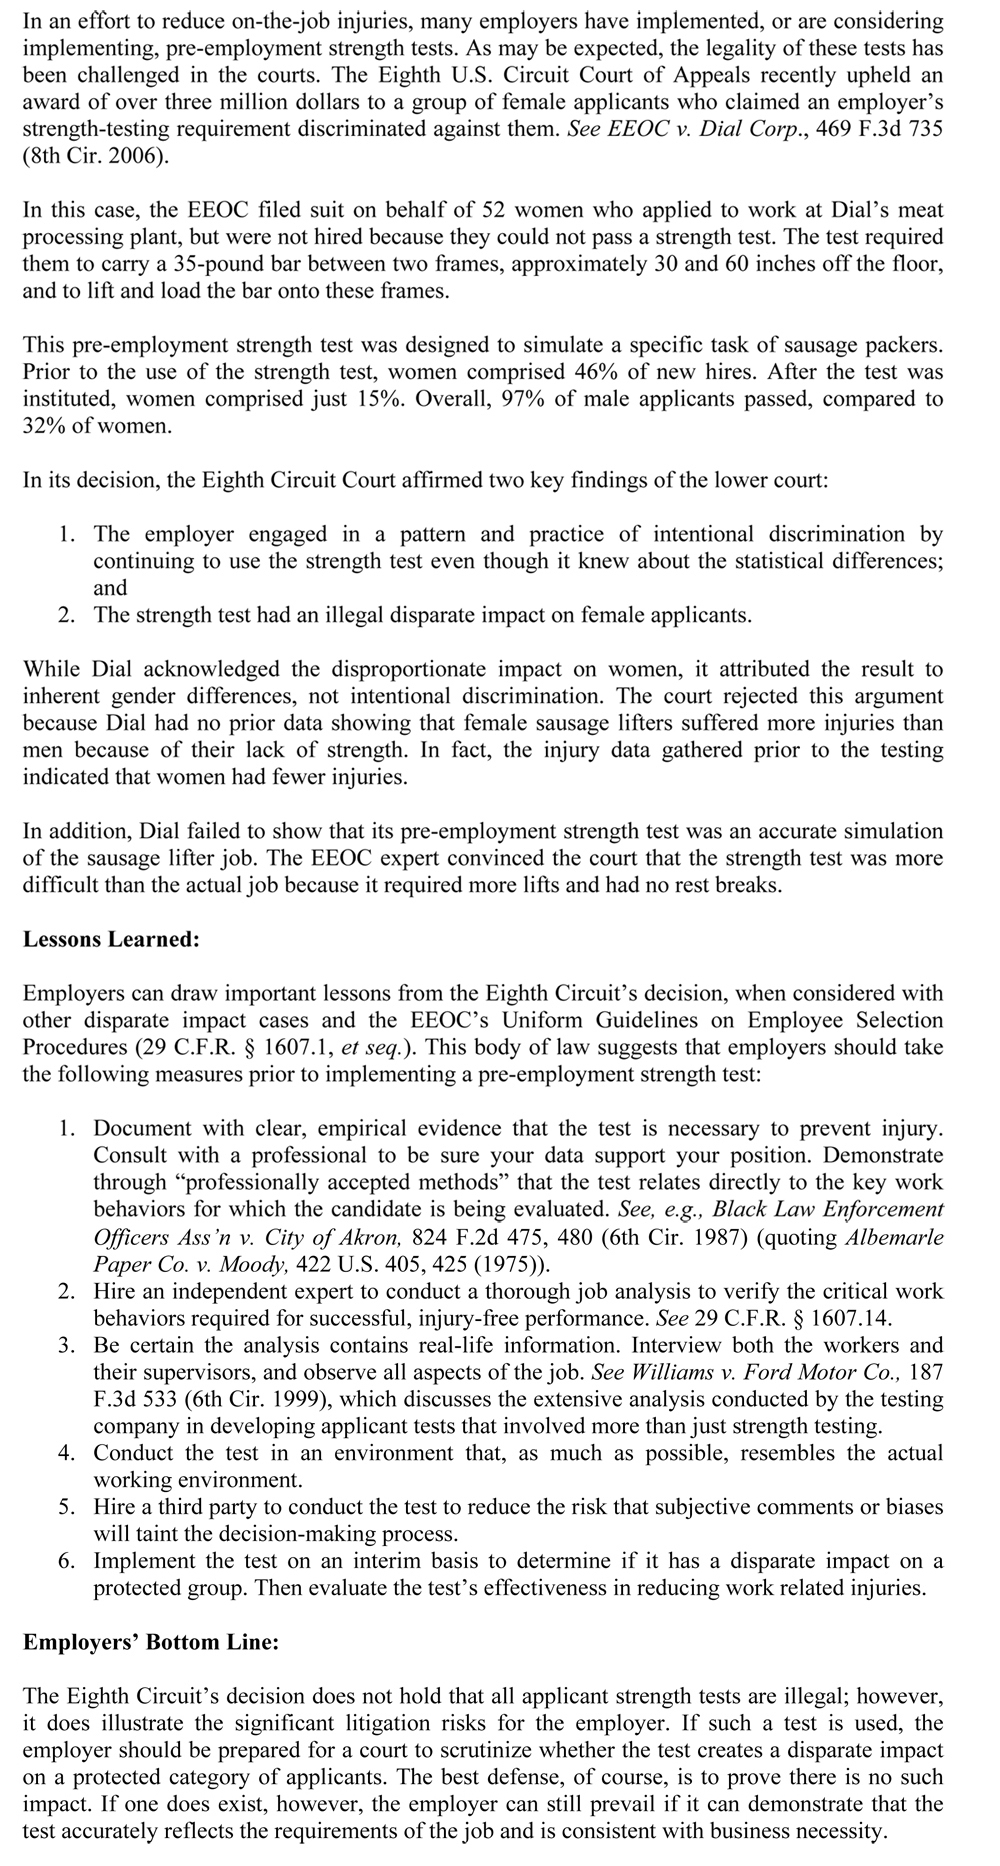 In an effort to reduce on-the-job injuries, many employers have implemented, or are considering
implementing, pre-employment strength tests. As may be expected, the legality of these tests has
been challenged in the courts. The Eighth U.S. Circuit Court of Appeals recently upheld an
award of over three million dollars to a group of female applicants who claimed an employer’s
strength-testing requirement discriminated against them. See EEOC v. Dial Corp., 469 F.3d 735
(8th Cir. 2006).
In this case, the EEOC filed suit on behalf of 52 women who applied to work at Dial’s meat
processing plant, but were not hired because they could not pass a strength test. The test required
them to carry a 35-pound bar between two frames, approximately 30 and 60 inches off the floor,
and to lift and load the bar onto these frames.
This pre-employment strength test was designed to simulate a specific task of sausage packers.
Prior to the use of the strength test, women comprised 46% of new hires. After the test was
instituted, women comprised just 15%. Overall, 97% of male applicants passed, compared to
32% of women.
In its decision, the Eighth Circuit Court affirmed two key findings of the lower court:
1. The employer engaged in a pattern and practice of intentional discrimination by
continuing to use the strength test even though it knew about the statistical differences;
and
2. The strength test had an illegal disparate impact on female applicants.
While Dial acknowledged the disproportionate impact on women, it attributed the result to
inherent gender differences, not intentional discrimination. The court rejected this argument
because Dial had no prior data showing that female sausage lifters suffered more injuries than
men because of their lack of strength. In fact, the injury data gathered prior to the testing
indicated that women had fewer injuries.
In addition, Dial failed to show that its pre-employment strength test was an accurate simulation
of the sausage lifter job. The EEOC expert convinced the court that the strength test was more
difficult than the actual job because it required more lifts and had no rest breaks.
Lessons Learned:
Employers can draw important lessons from the Eighth Circuit’s decision, when considered with
other disparate impact cases and the EEOC’s Uniform Guidelines on Employee Selection
Procedures (29 C.F.R. § 1607.1, et seq.). This body of law suggests that employers should take
the following measures prior to implementing a pre-employment strength test:
1. Document with clear, empirical evidence that the test is necessary to prevent injury.
Consult with a professional to be sure your data support your position. Demonstrate
through “professionally accepted methods” that the test relates directly to the key work
behaviors for which the candidate is being evaluated. See, e.g., Black Law Enforcement
Officers Ass’n v. City of Akron, 824 F.2d 475, 480 (6th Cir. 1987) (quoting Albemarle
Paper Co. v. Moody, 422 U.S. 405, 425 (1975)).
2. Hire an independent expert to conduct a thorough job analysis to verify the critical work
behaviors required for successful, injury-free performance. See 29 C.F.R. § 1607.14.
3. Be certain the analysis contains real-life information. Interview both the workers and
their supervisors, and observe all aspects of the job. See Williams v. Ford Motor Co., 187
F.3d 533 (6th Cir. 1999), which discusses the extensive analysis conducted by the testing
company in developing applicant tests that involved more than just strength testing.
4. Conduct the test in an environment that, as much as possible, resembles the actual
working environment.
5. Hire a third party to conduct the test to reduce the risk that subjective comments or biases
will taint the decision-making process.
6. Implement the test on an interim basis to determine if it has a disparate impact on a
protected group. Then evaluate the test’s effectiveness in reducing work related injuries.
Employers’ Bottom Line:
The Eighth Circuit’s decision does not hold that all applicant strength tests are illegal; however,
it does illustrate the significant litigation risks for the employer. If such a test is used, the
employer should be prepared for a court to scrutinize whether the test creates a disparate impact
on a protected category of applicants. The best defense, of course, is to prove there is no such
impact. If one does exist, however, the employer can still prevail if it can demonstrate that the
test accurately reflects the requirements of the job and is consistent with business necessity.